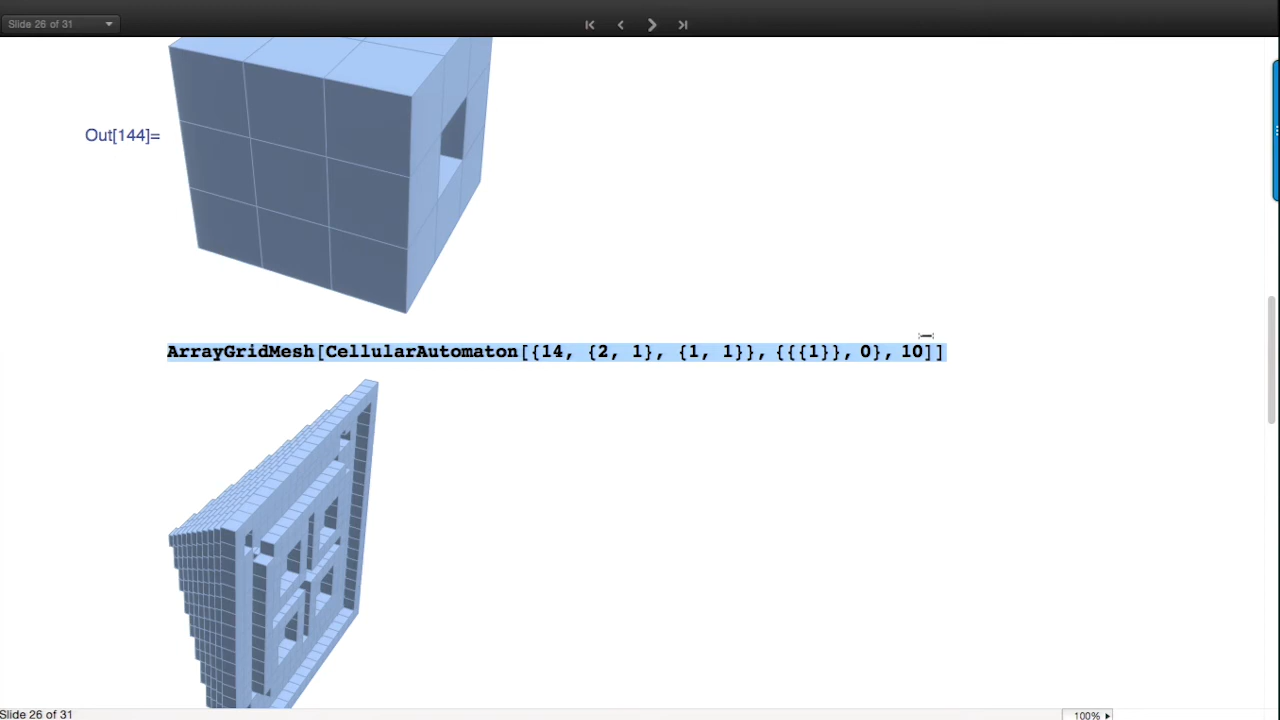 Slide 26 of 31
Out[144]=
ArrayGridMesh[CellularAutomaton[{14, {2, 1}, {1, 1}}, {{{1}}, 0}, 10]]
Slide 26 of 31
100%